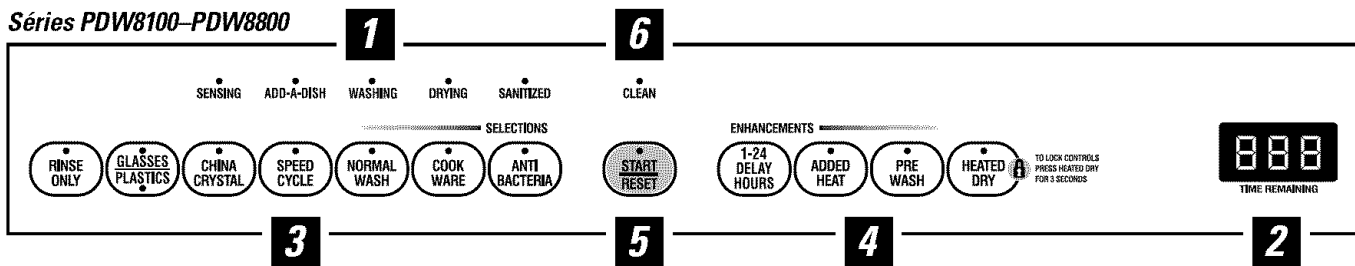 Séries PDW8100–PDW8800
1
6
SENSING
ADD-A-DISH
WASHING
DRYING
SANITIZED
CLEAN
SELECTIONS
ENHANCEMENTS
RINSE
ONLY
GLASSES
PLASTICS
CHINA
CRYSTAL
SPEED
CYCLE
NORMAL
WASH
COOK
WARE
ANTI
BACTERIA
START
RESET
1-24
DELAY
HOURS
ADDED
HEAT
PRE
WASH
HEATED
DRY
TO LOCK CONTROLS
PRESS HEATED DRY
FOR 3 SECONDS
888
TIME REMAINING
3
5
4
2